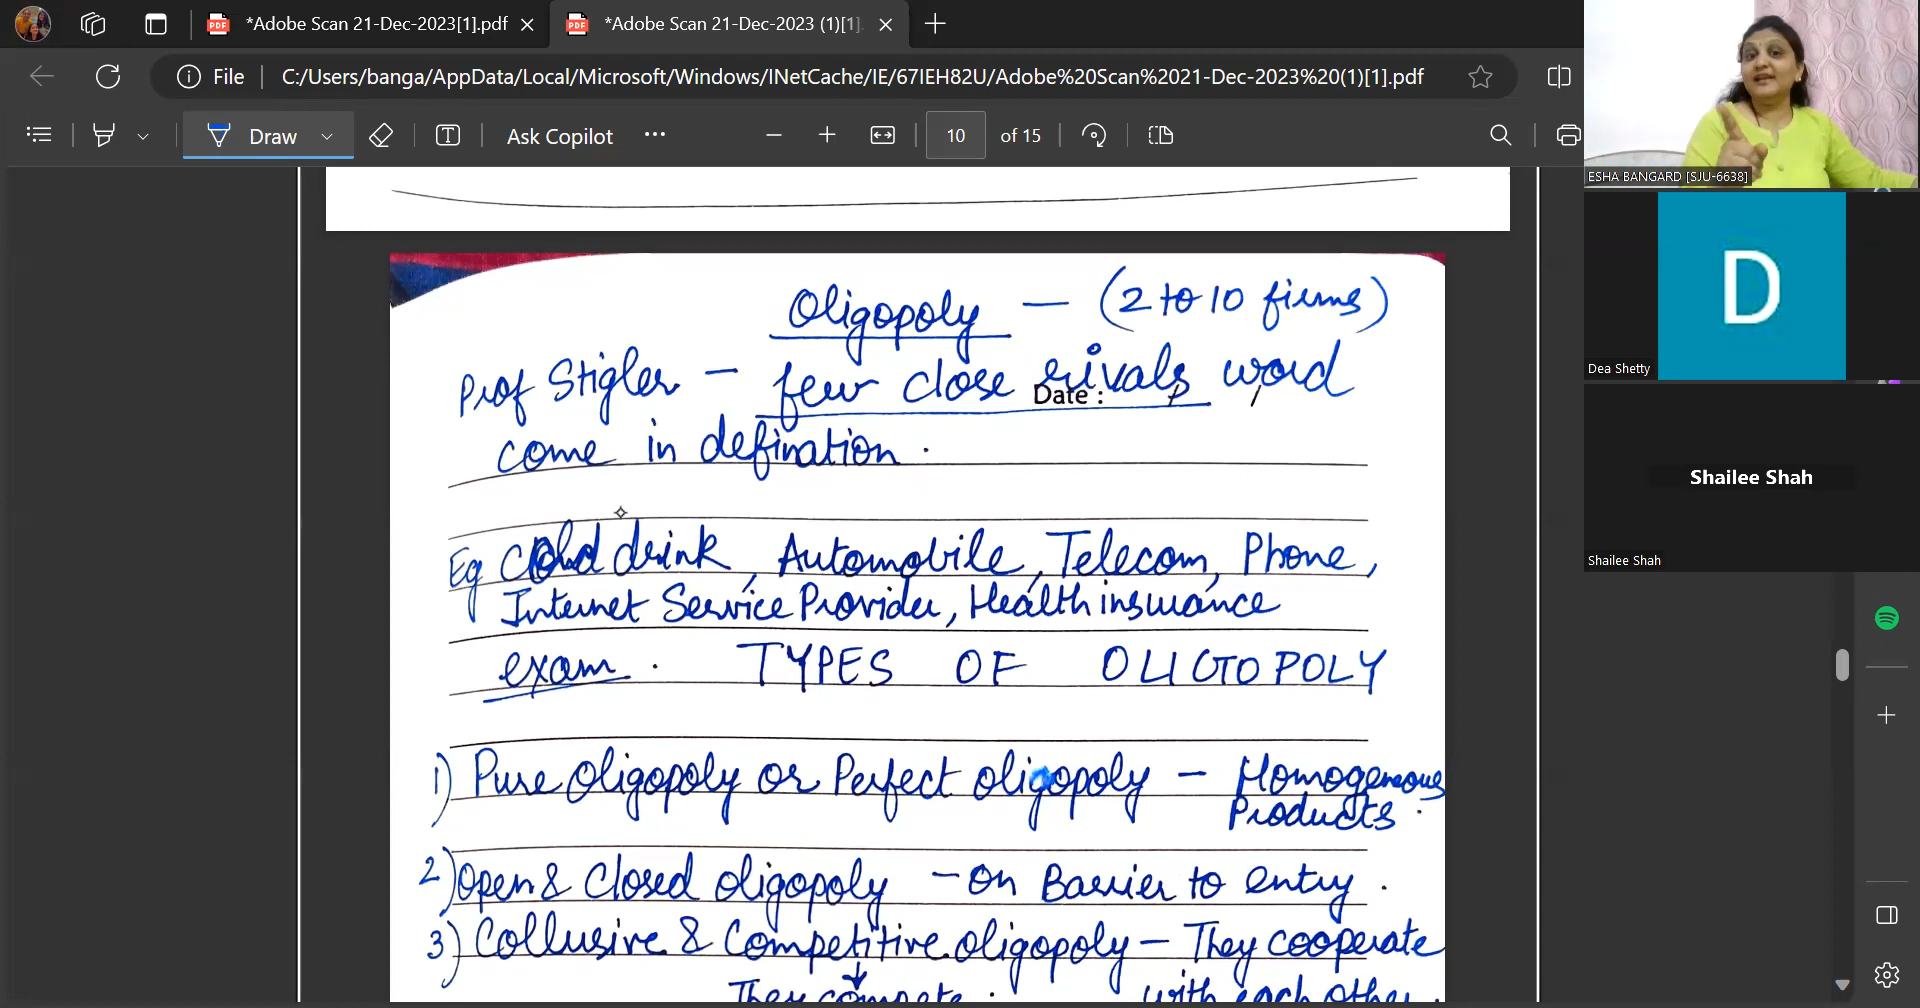 *Adobe Scan 21-Dec-2023[1].pdf
*Adobe Scan 21-Dec-2023 (1)[1].
File
C:/Users/banga/AppData/Local/Microsoft/Windows/INetCache/IE/67IEH82U/Adobe%20Scan%2021-Dec-2023%20(1)[1].pdf
Draw
Ask Copilot
10 of 15
ESHA BANGARD [SJU-6638]
D
Dea Shetty
Shailee Shah
Shailee Shah
Oligopoly — (2 to 10 firms)
Prof Stigler – few close rivals word
Date :
come in defination.
Eg Cold drink, Automobile, Telecom, Phone,
Internet Service Provider, Health insurance
exam. TYPES OF OLIGOPOLY
1) Pure oligopoly or Perfect oligopoly – Homogeneous
Products.
2) Open & Closed oligopoly – On Barrier to entry.
3) Collusive & Competitive oligopoly – They cooperate
They compete. with each other.